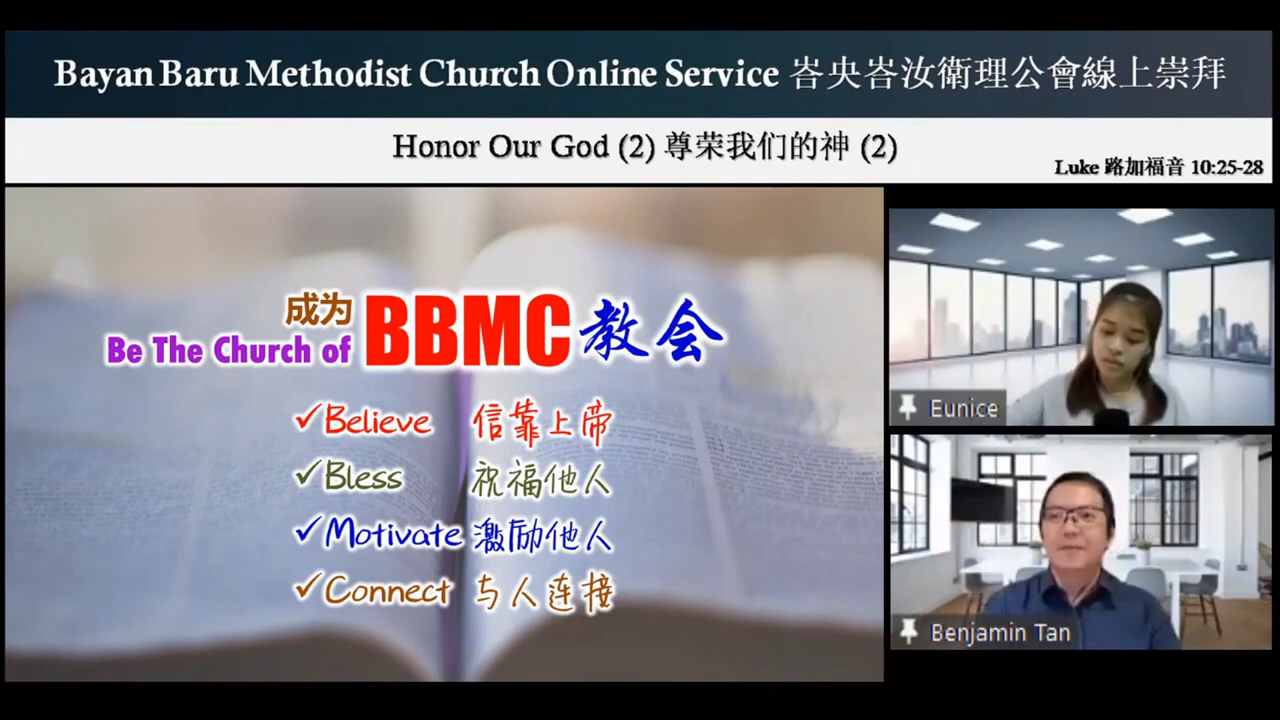 Bayan Baru Methodist Church Online Service 峇央峇汝衛理公會線上崇拜
Honor Our God (2) 尊荣我们的神 (2)
Luke 路加福音 10:25-28
成为
Be The Church of BBMC 教会
✓Believe 信靠上帝
✓Bless 祝福他人
✓Motivate 激励他人
✓Connect 与人连接
Eunice
Benjamin Tan